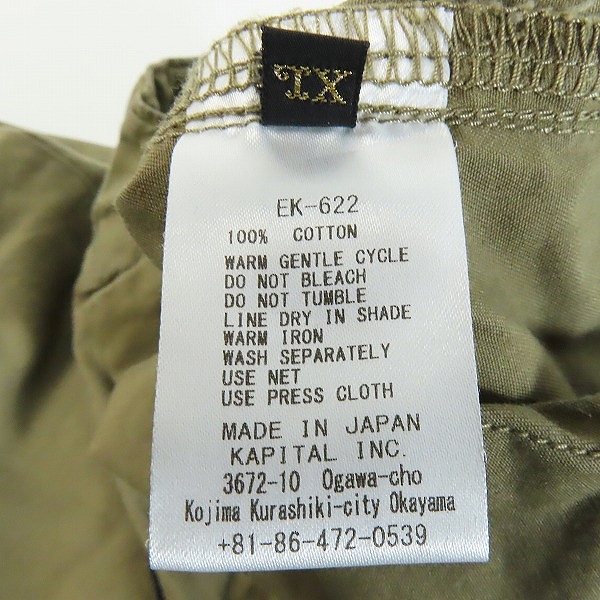 XL
EK-622
100% COTTON
WARM GENTLE CYCLE
DO NOT BLEACH
DO NOT TUMBLE
LINE DRY IN SHADE
WARM IRON
WASH SEPARATELY
USE NET
USE PRESS CLOTH
MADE IN JAPAN
KAPITAL INC.
3672-10 Ogawa-cho
Kojima Kurashiki-city Okayama
+81-86-472-0539